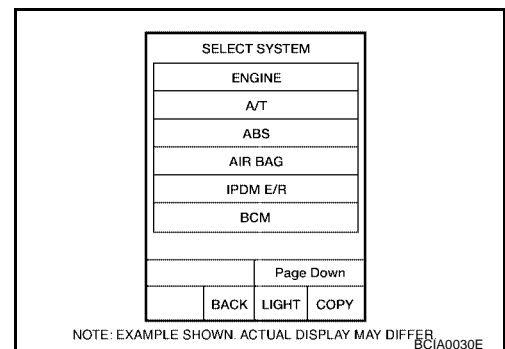 SELECT SYSTEM
ENGINE
A/T
ABS
AIR BAG
IPDM E/R
BCM
Page Down
BACK LIGHT COPY
NOTE: EXAMPLE SHOWN. ACTUAL DISPLAY MAY DIFFER.
BCIA0030E